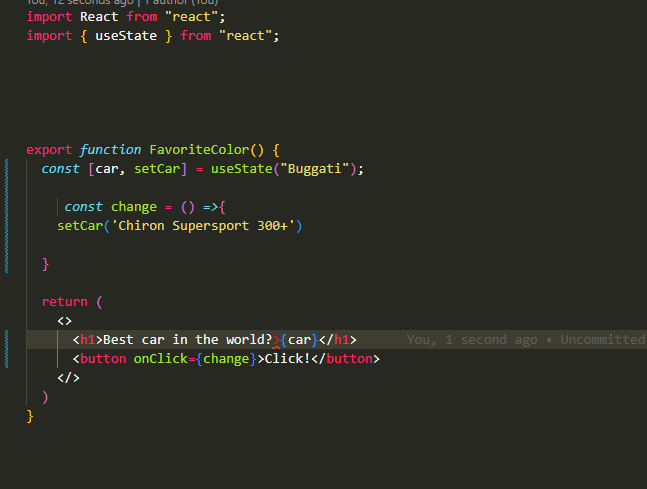 You, 12 seconds ago | 1 author (You)
import React from "react";
import { useState } from "react";
export function FavoriteColor() {
const [car, setCar] = useState("Buggati");
const change = () =>{
setCar('Chiron Supersport 300+')
}
return (
<>
<h1>Best car in the world?>{car}</h1> You, 1 second ago • Uncommitted
<button onClick={change}>Click!</button>
</>
)
}